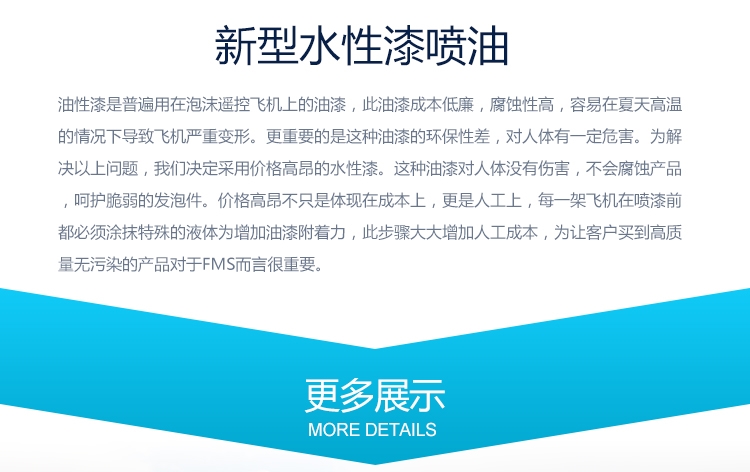 新型水性漆喷油
油性漆是普遍用在泡沫遥控飞机上的油漆，此油漆成本低廉，腐蚀性高，容易在夏天高温
的情况下导致飞机严重变形。更重要的是这种油漆的环保性差，对人体有一定危害。为解
决以上问题，我们决定采用价格高昂的水性漆。这种油漆对人体没有伤害，不会腐蚀产品
，呵护脆弱的发泡件。价格高昂不只是体现在成本上，更是人工上，每一架飞机在喷漆前
都必须涂抹特殊的液体为增加油漆附着力，此步骤大大增加人工成本，为让客户买到高质
量无污染的产品对于FMS而言很重要。
更多展示
MORE DETAILS